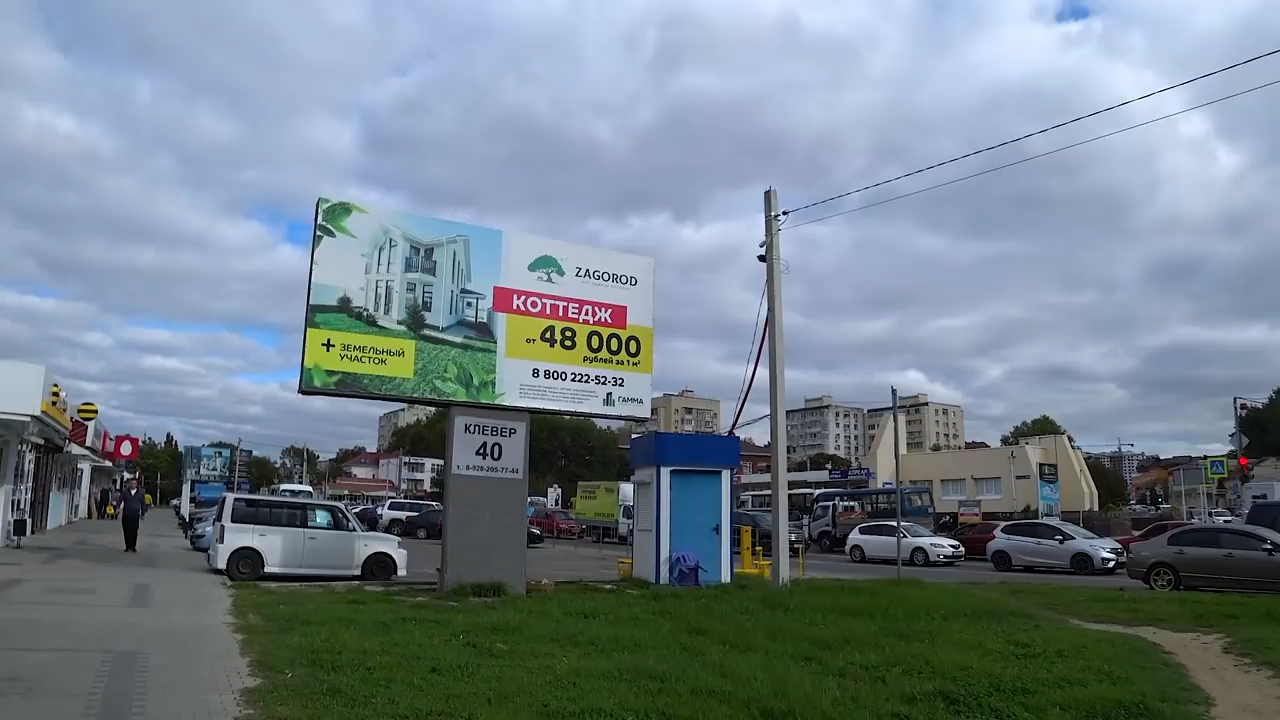 ZAGOROD
КОТТЕДЖ
от 48 000
рублей за 1 м²
+ ЗЕМЕЛЬНЫЙ
УЧАСТОК
8 800 222-52-32
ГАММА
КЛЕВЕР
40
т.: 8-928-205-77-44